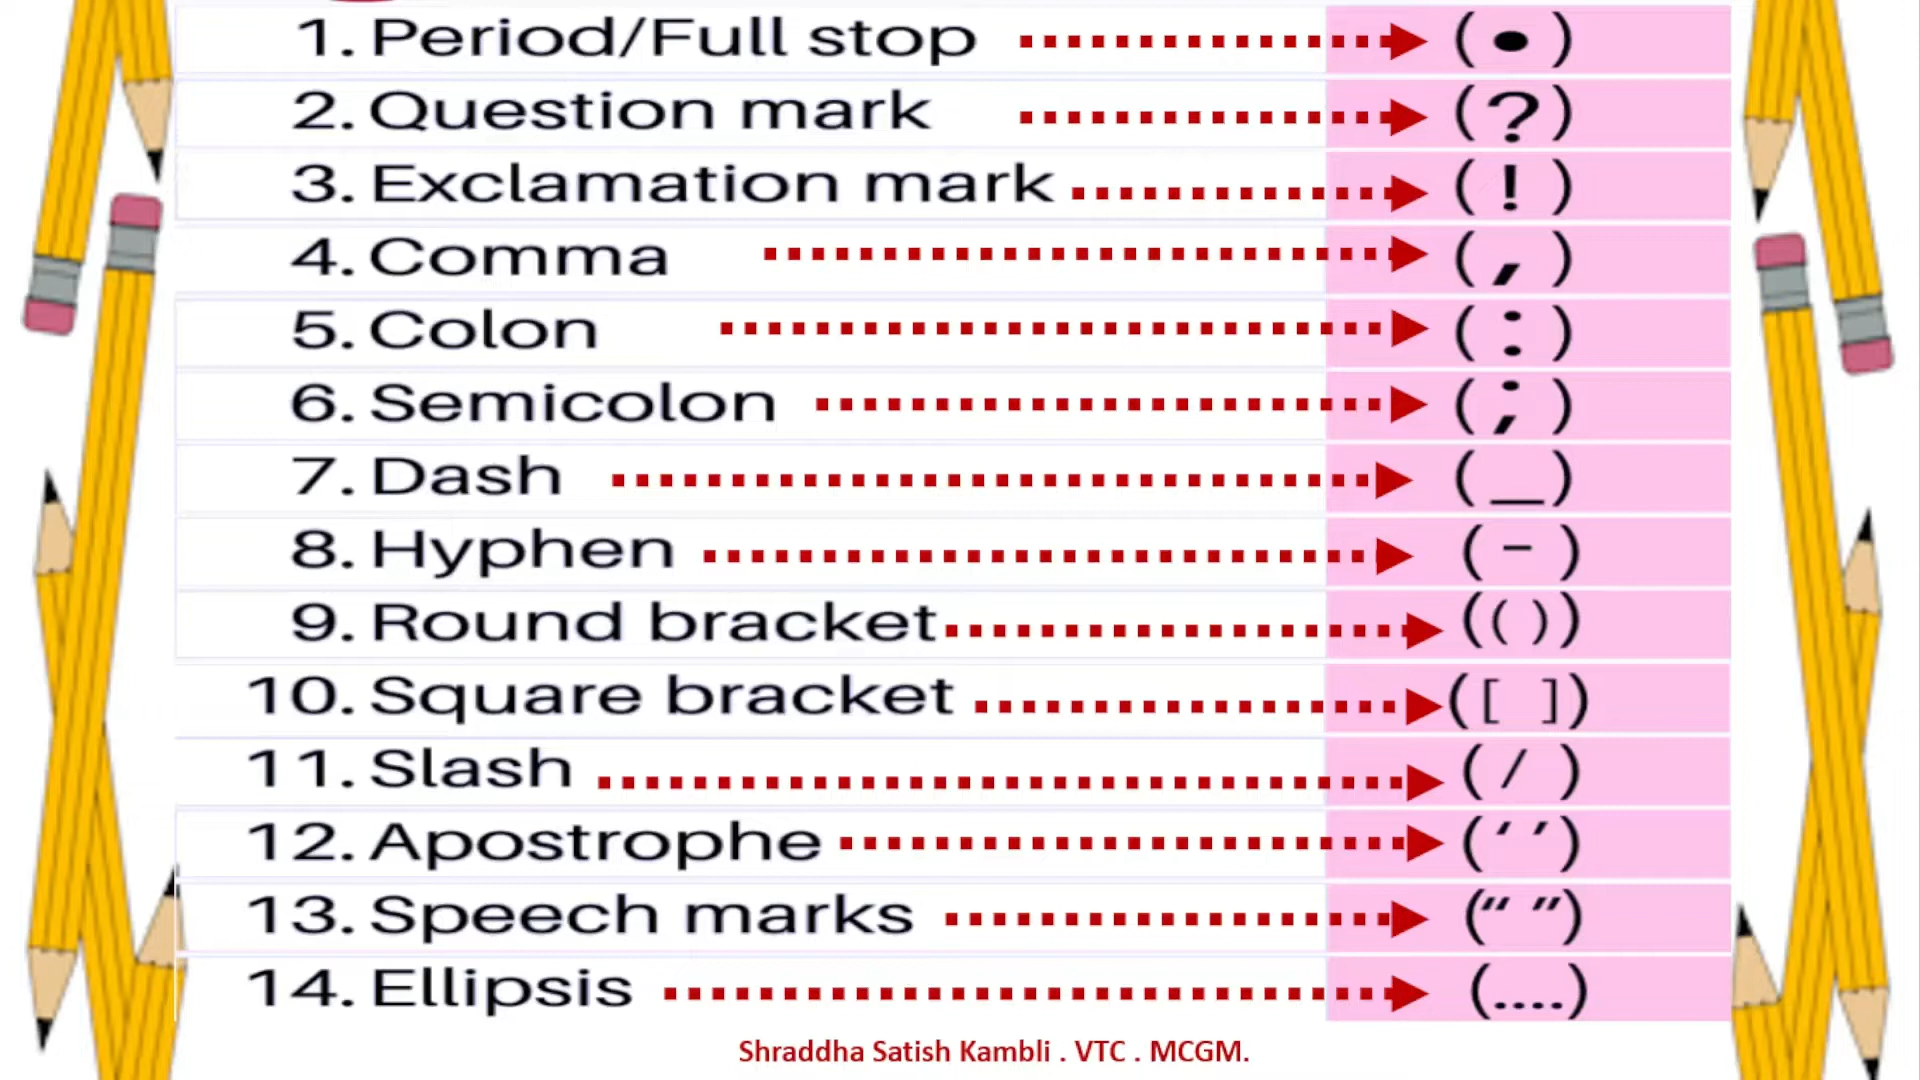 1. Period/Full stop (•)
2. Question mark (?)
3. Exclamation mark (!)
4. Comma (,)
5. Colon (:)
6. Semicolon (;)
7. Dash (_)
8. Hyphen (-)
9. Round bracket (( ))
10. Square bracket ([ ])
11. Slash (/)
12. Apostrophe (‘ ’)
13. Speech marks (“ ”)
14. Ellipsis (....)
Shraddha Satish Kambli . VTC . MCGM.